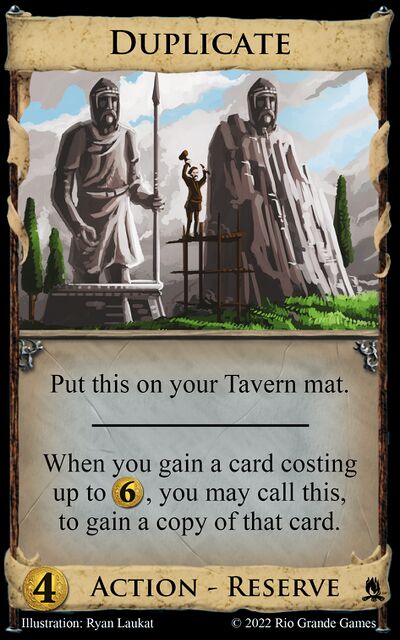 DUPLICATE
Put this on your Tavern mat.
When you gain a card costing
up to 6, you may call this,
to gain a copy of that card.
4 ACTION - RESERVE
Illustration: Ryan Laukat © 2022 Rio Grande Games